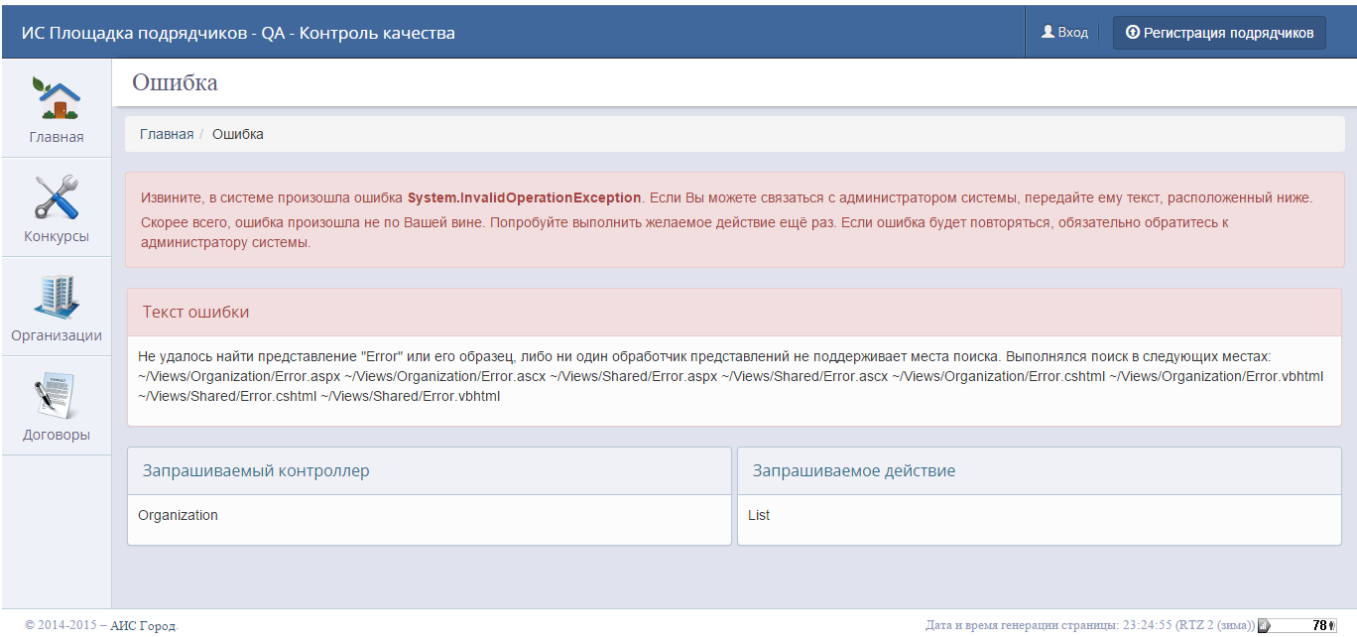 ИС Площадка подрядчиков - QA - Контроль качества
Вход
Регистрация подрядчиков
Главная
Конкурсы
Организации
Договоры
Ошибка
Главная / Ошибка
Извините, в системе произошла ошибка System.InvalidOperationException. Если Вы можете связаться с администратором системы, передайте ему текст, расположенный ниже.
Скорее всего, ошибка произошла не по Вашей вине. Попробуйте выполнить желаемое действие ещё раз. Если ошибка будет повторяться, обязательно обратитесь к
администратору системы.
Текст ошибки
Не удалось найти представление "Error" или его образец, либо ни один обработчик представлений не поддерживает места поиска. Выполнялся поиск в следующих местах:
~/Views/Organization/Error.aspx ~/Views/Organization/Error.ascx ~/Views/Shared/Error.aspx ~/Views/Shared/Error.ascx ~/Views/Organization/Error.cshtml ~/Views/Organization/Error.vbhtml
~/Views/Shared/Error.cshtml ~/Views/Shared/Error.vbhtml
Запрашиваемый контроллер
Organization
Запрашиваемое действие
List
© 2014-2015 – АИС Город.
Дата и время генерации страницы: 23:24:55 (RTZ 2 (зима))
78